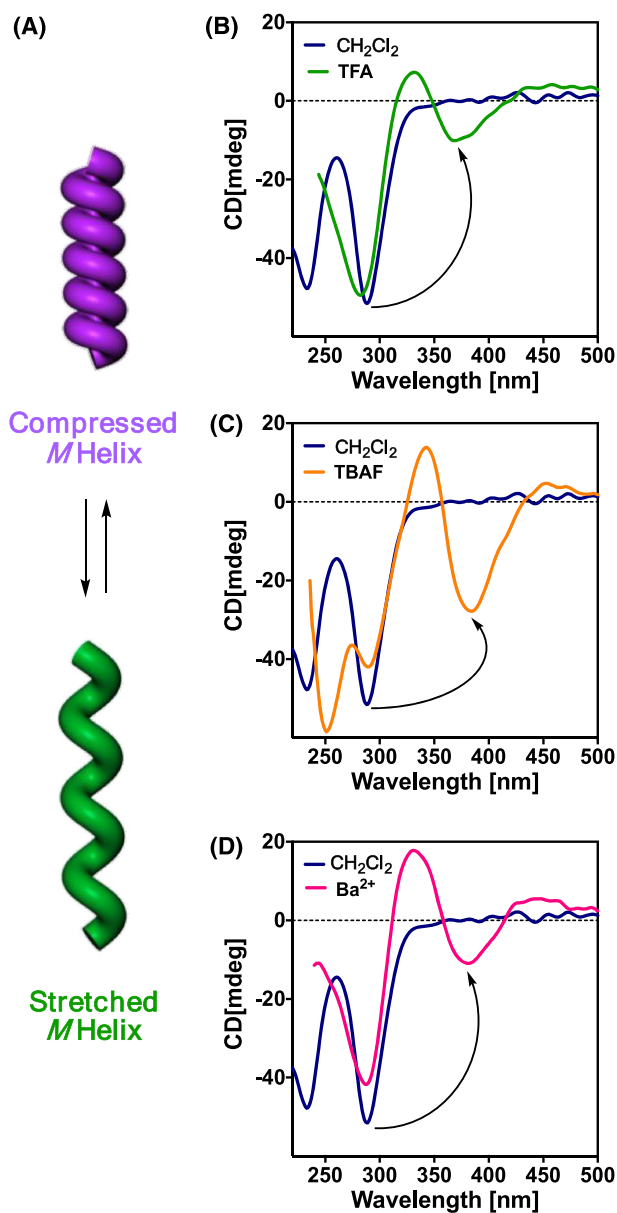 (A)
Compressed
M Helix
Stretched
M Helix
(B)
CH2Cl2
TFA
20
0
-20
-40
CD[mdeg]
250 300 350 400 450 500
Wavelength [nm]
(C)
CH2Cl2
TBAF
20
0
-20
-40
CD[mdeg]
250 300 350 400 450 500
Wavelength [nm]
(D)
CH2Cl2
Ba2+
20
0
-20
-40
CD[mdeg]
250 300 350 400 450 500
Wavelength [nm]